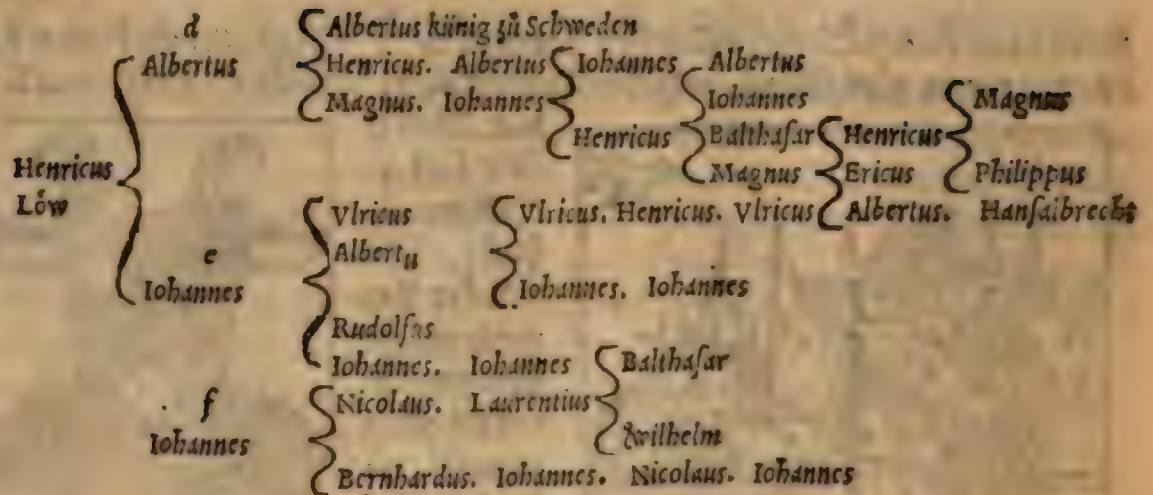 d Albertus künig zů Schweden
Albertus Henricus. Albertus Iohannes Albertus
Magnus. Iohannes Iohannes Magnus
Henricus Henricus Balthaſar Henricus
Löw Magnus Ericus Philippus
Vlricus Vlricus. Henricus. Vlricus Albertus. Hanſalbrecht
e Albertu
Iohannes Iohannes. Iohannes
Rudolfus
Iohannes. Iohannes Balthaſar
f Nicolaus. Laurentius
Iohannes Wilhelm
Bernhardus. Iohannes. Nicolaus. Iohannes